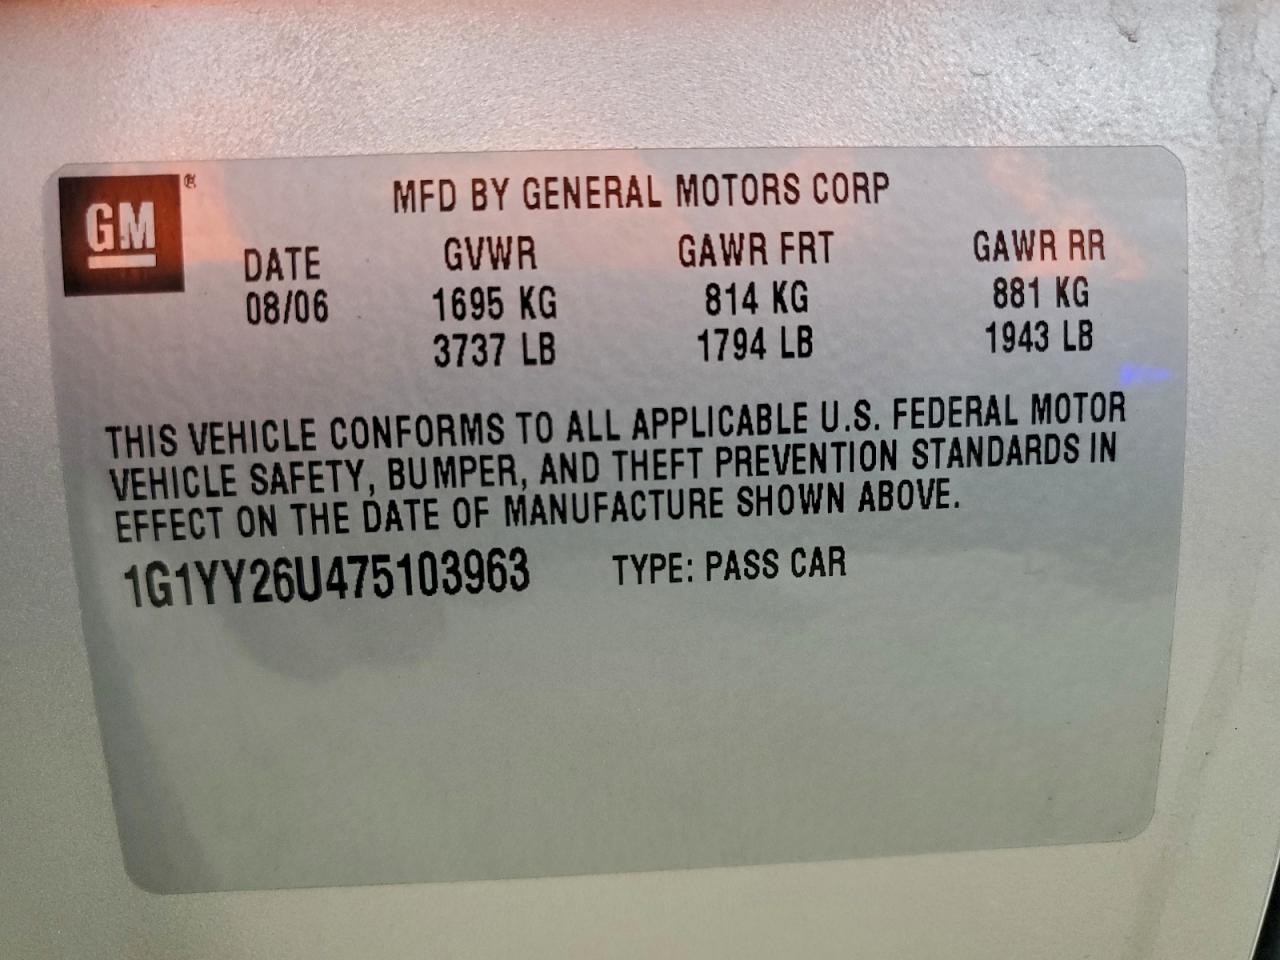 GM®
MFD BY GENERAL MOTORS CORP
DATE GVWR GAWR FRT GAWR RR
08/06 1695 KG 814 KG 881 KG
3737 LB 1794 LB 1943 LB
THIS VEHICLE CONFORMS TO ALL APPLICABLE U.S. FEDERAL MOTOR
VEHICLE SAFETY, BUMPER, AND THEFT PREVENTION STANDARDS IN
EFFECT ON THE DATE OF MANUFACTURE SHOWN ABOVE.
1G1YY26U475103963 TYPE: PASS CAR